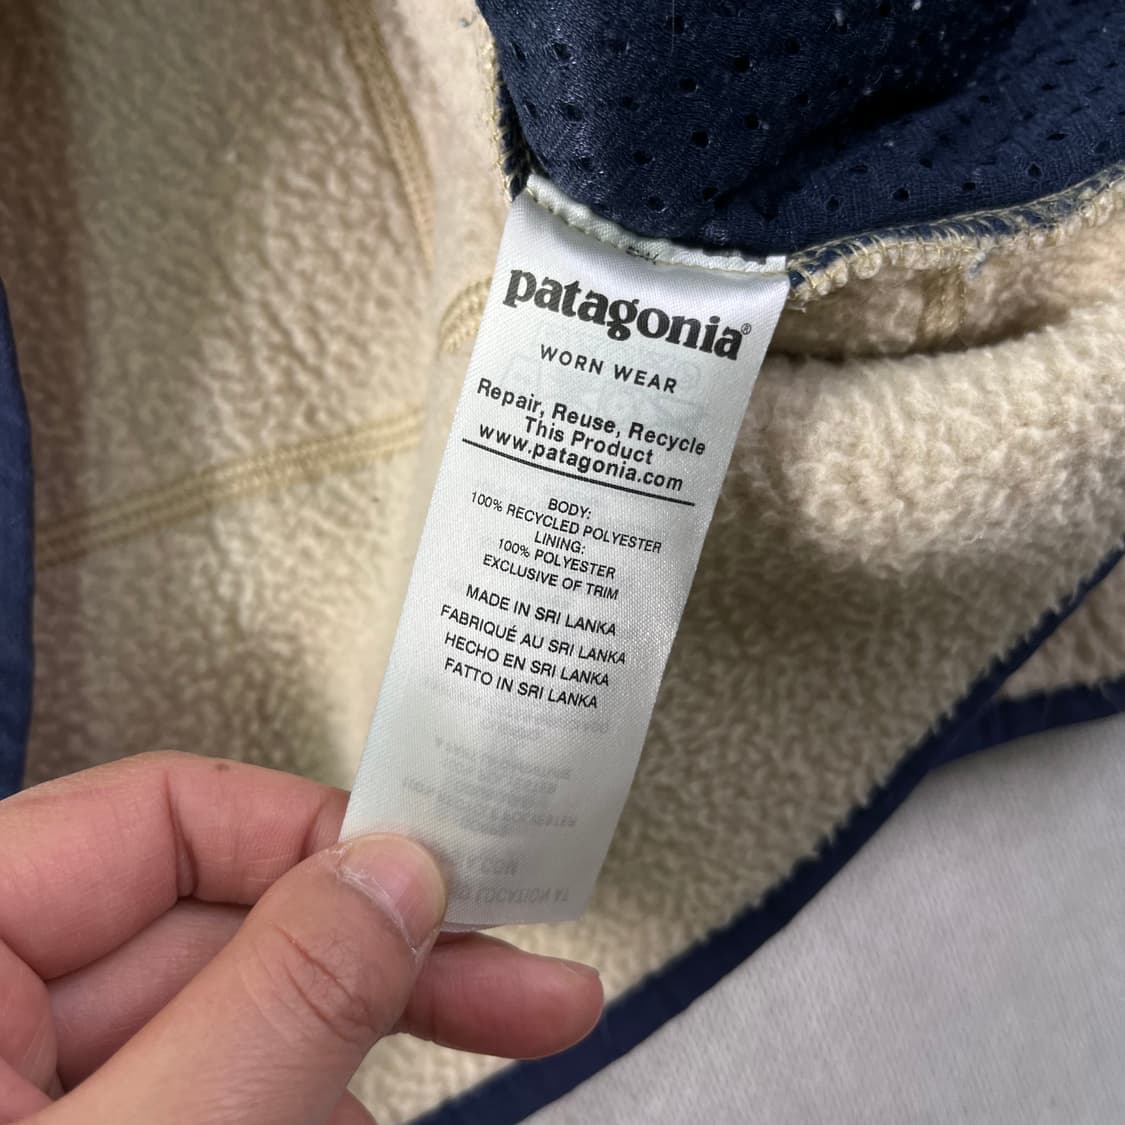 patagonia®
WORN WEAR
Repair, Reuse, Recycle
This Product
www.patagonia.com
BODY:
100% RECYCLED POLYESTER
LINING:
100% POLYESTER
EXCLUSIVE OF TRIM
MADE IN SRI LANKA
FABRIQUÉ AU SRI LANKA
HECHO EN SRI LANKA
FATTO IN SRI LANKA